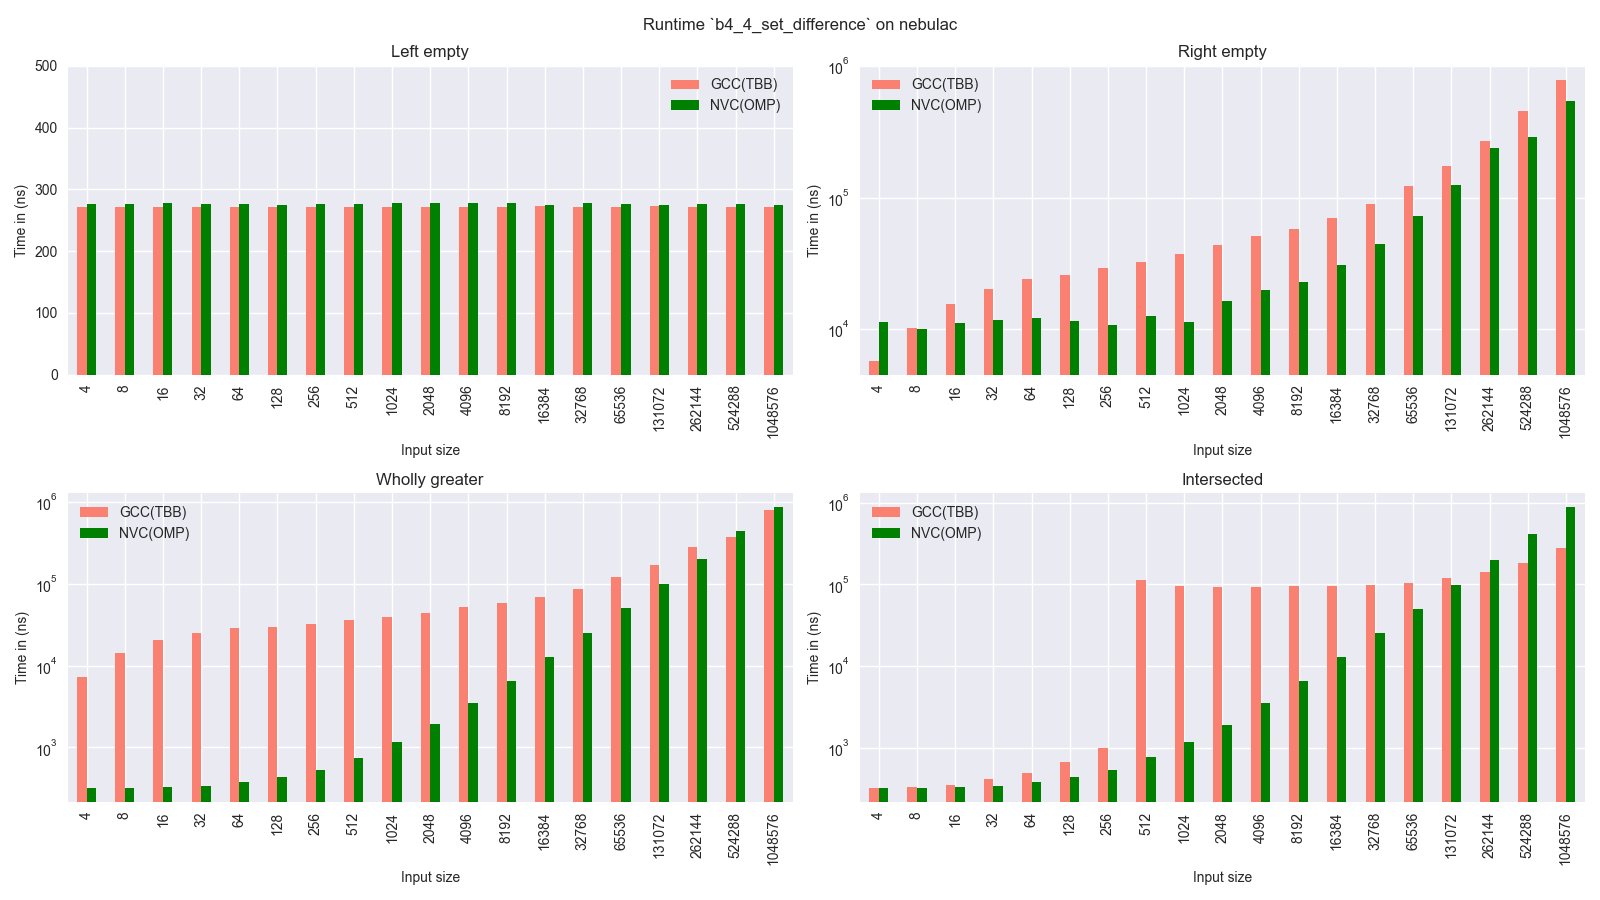 Runtime `b4_4_set_difference` on nebulac
Left empty
500
400
300
200
100
0
Time in (ns)
GCC(TBB)
NVC(OMP)
4 8 16 32 64 128 256 512 1024 2048 4096 8192 16384 32768 65536 131072 262144 524288 1048576
Input size
Right empty
10^6
10^5
10^4
Time in (ns)
GCC(TBB)
NVC(OMP)
4 8 16 32 64 128 256 512 1024 2048 4096 8192 16384 32768 65536 131072 262144 524288 1048576
Input size
Wholly greater
10^6
10^5
10^4
10^3
Time in (ns)
GCC(TBB)
NVC(OMP)
4 8 16 32 64 128 256 512 1024 2048 4096 8192 16384 32768 65536 131072 262144 524288 1048576
Input size
Intersected
10^6
10^5
10^4
10^3
Time in (ns)
GCC(TBB)
NVC(OMP)
4 8 16 32 64 128 256 512 1024 2048 4096 8192 16384 32768 65536 131072 262144 524288 1048576
Input size